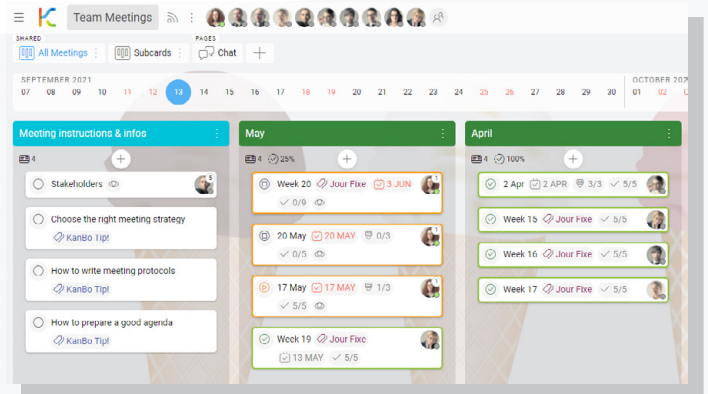 Team Meetings
SHARED
PAGES
All Meetings
Subcards
Chat
SEPTEMBER 2021
OCTOBER 202
07 08 09 10 11 12 13 14 15 16 17 18 19 20 21 22 23 24 25 26 27 28 29 30 01 02
Meeting instructions & infos
4
Stakeholders
5
Choose the right meeting strategy
KanBo Tip!
How to write meeting protocols
KanBo Tip!
How to prepare a good agenda
KanBo Tip!
May
4 25%
Week 20 Jour Fixe 3 JUN
1
0/9
20 May 20 MAY 0/3
1
0/5
17 May 17 MAY 1/3
1
5/5
Week 19 Jour Fixe
13 MAY 5/5
April
4 100%
2 Apr 2 APR 3/3 5/5
Week 15 Jour Fixe 5/5
Week 16 Jour Fixe 5/5
Week 17 Jour Fixe 5/5